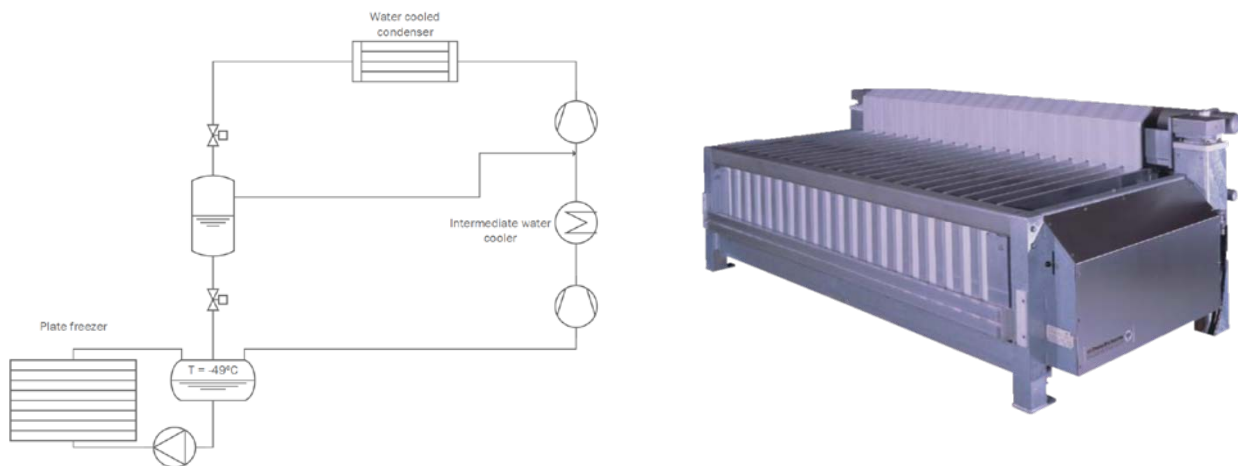 Water cooled
condenser
Intermediate water
cooler
Plate freezer
T = -49ºC